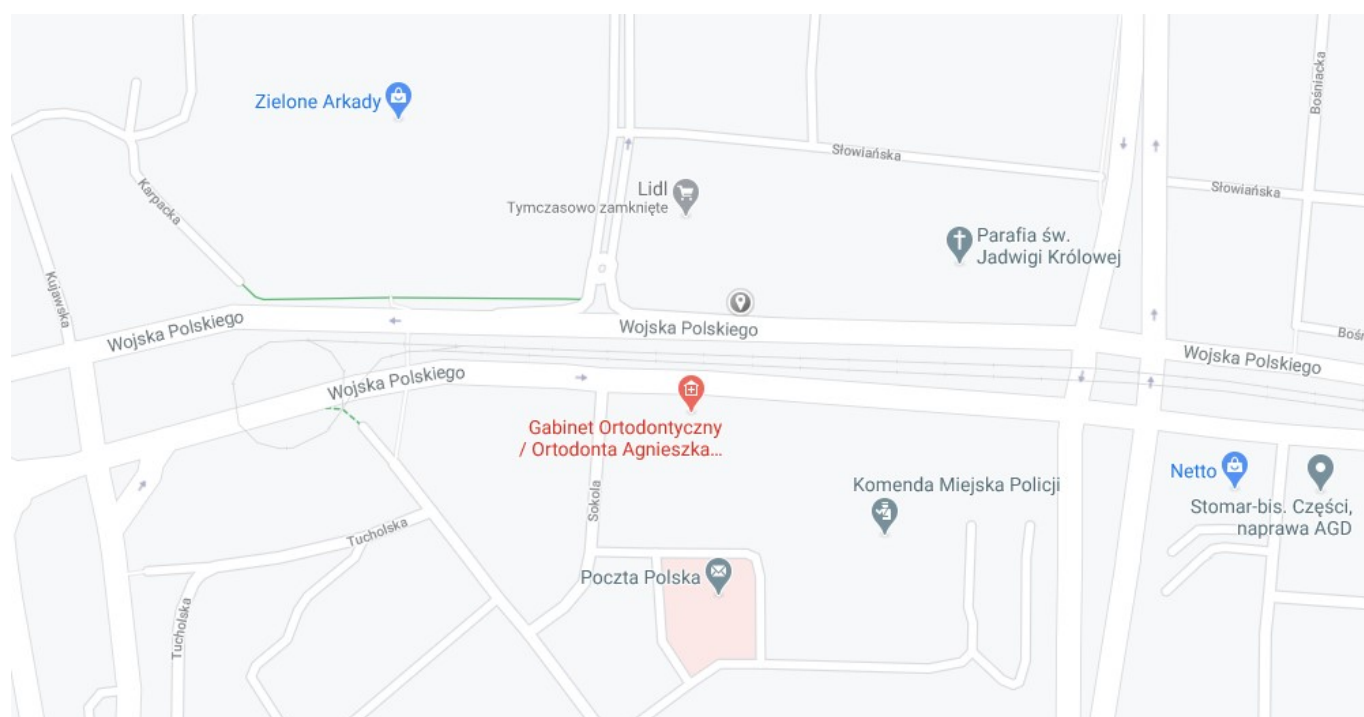 Zielone Arkady
Bośniacka
Słowiańska
Lidl
Tymczasowo zamknięte
Słowiańska
Karpacka
Parafia św.
Jadwigi Królowej
Kujawska
Wojska Polskiego
Wojska Polskiego
Wojska Polskiego
Wojska Polskiego
Gabinet Ortodontyczny
/ Ortodonta Agnieszka...
Netto
Komenda Miejska Policji
Sokola
Stomar-bis. Części,
naprawa AGD
Tucholska
Poczta Polska
Tucholska